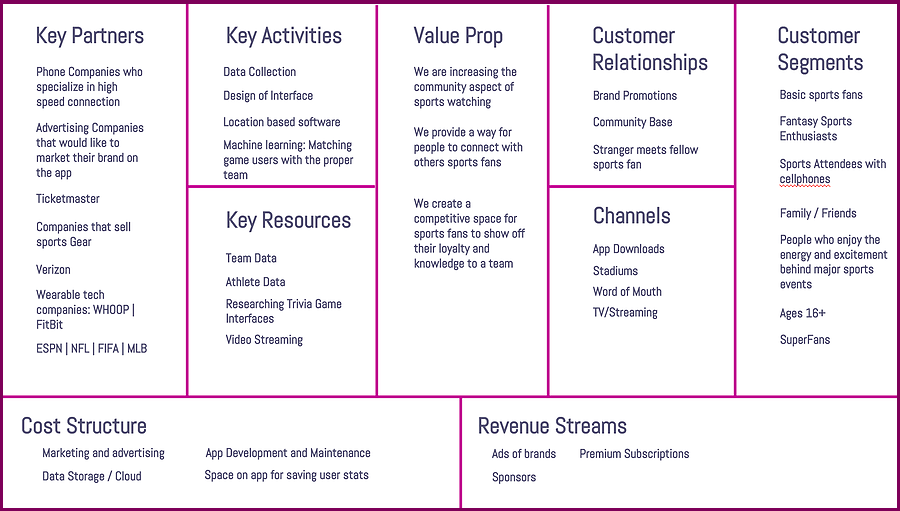 Key Partners
Phone Companies who
specialize in high
speed connection
Advertising Companies
that would like to
market their brand on
the app
Ticketmaster
Companies that sell
sports Gear
Verizon
Wearable tech
companies: WHOOP |
FitBit
ESPN | NFL | FIFA | MLB
Key Activities
Data Collection
Design of Interface
Location based software
Machine learning: Matching
game users with the proper
team
Key Resources
Team Data
Athlete Data
Researching Trivia Game
Interfaces
Video Streaming
Value Prop
We are increasing the
community aspect of
sports watching
We provide a way for
people to connect with
others sports fans
We create a
competitive space for
sports fans to show off
their loyalty and
knowledge to a team
Customer
Relationships
Brand Promotions
Community Base
Stranger meets fellow
sports fan
Channels
App Downloads
Stadiums
Word of Mouth
TV/Streaming
Customer
Segments
Basic sports fans
Fantasy Sports
Enthusiasts
Sports Attendees with
cellphones
Family / Friends
People who enjoy the
energy and excitement
behind major sports
events
Ages 16+
SuperFans
Cost Structure
Marketing and advertising
App Development and Maintenance
Data Storage / Cloud
Space on app for saving user stats
Revenue Streams
Ads of brands
Premium Subscriptions
Sponsors